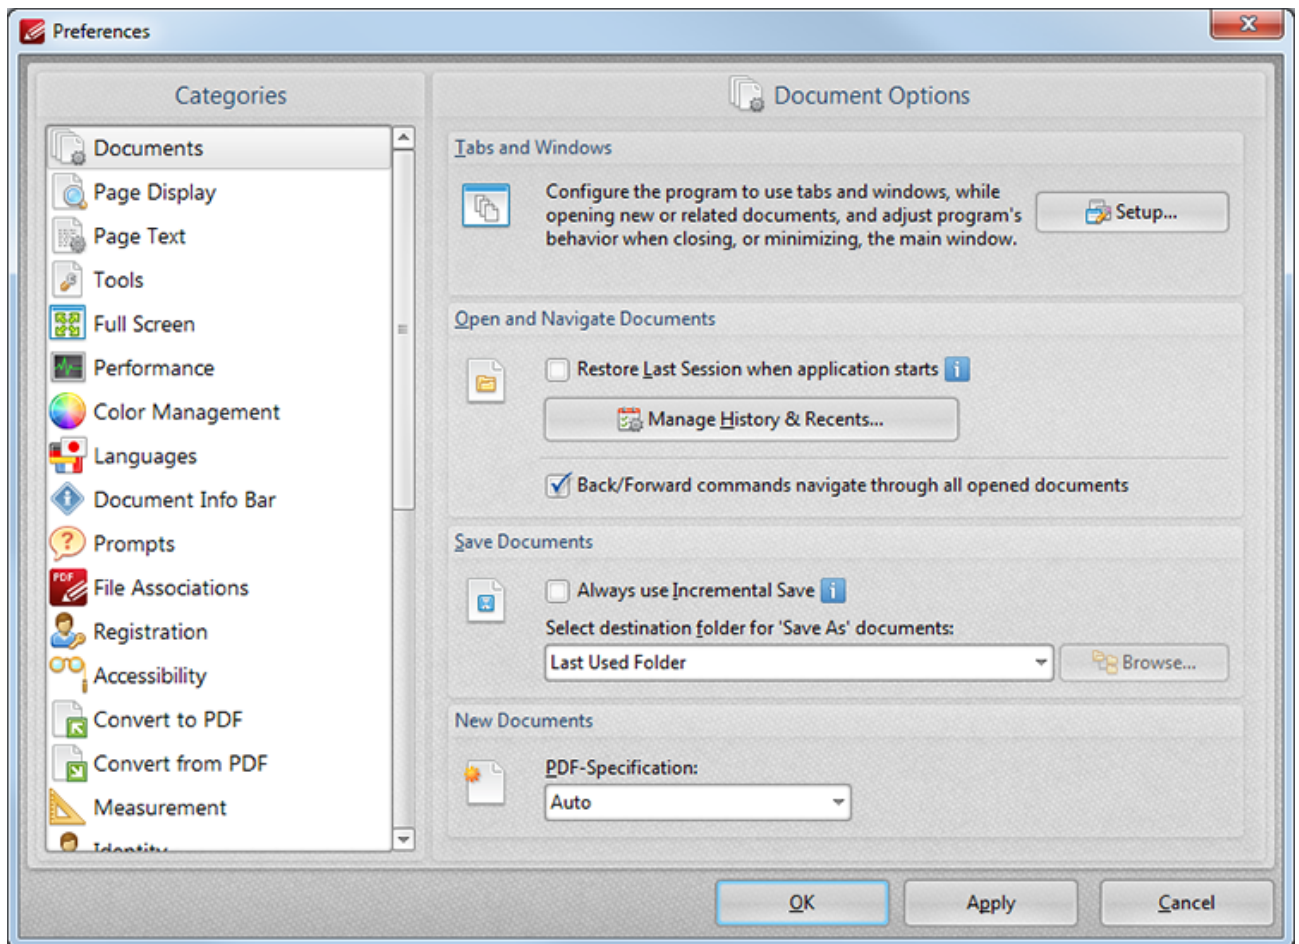 Preferences
Categories
Documents
Page Display
Page Text
Tools
Full Screen
Performance
Color Management
Languages
Document Info Bar
Prompts
PDF
File Associations
Registration
Accessibility
Convert to PDF
Convert from PDF
Measurement
Identity
Document Options
Tabs and Windows
Configure the program to use tabs and windows, while
opening new or related documents, and adjust program's
behavior when closing, or minimizing, the main window.
Setup...
Open and Navigate Documents
Restore Last Session when application starts
Manage History & Recents...
Back/Forward commands navigate through all opened documents
Save Documents
Always use Incremental Save
Select destination folder for 'Save As' documents:
Last Used Folder
Browse...
New Documents
PDF-Specification:
Auto
OK
Apply
Cancel